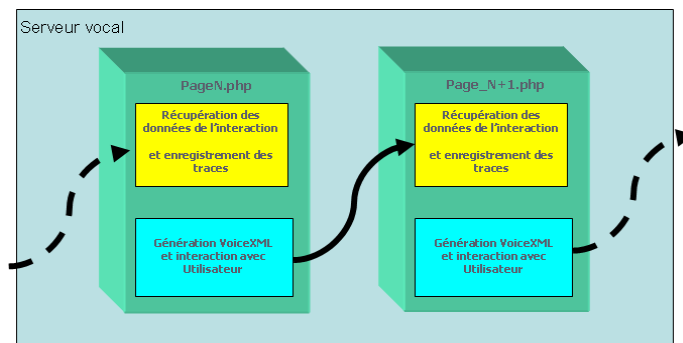 Serveur vocal
PageN.php
Récupération des
données de l'interaction
et enregistrement des
traces
Génération VoiceXML
et interaction avec
Utilisateur
Page_N+1.php
Récupération des
données de l'interaction
et enregistrement des
traces
Génération VoiceXML
et interaction avec
Utilisateur